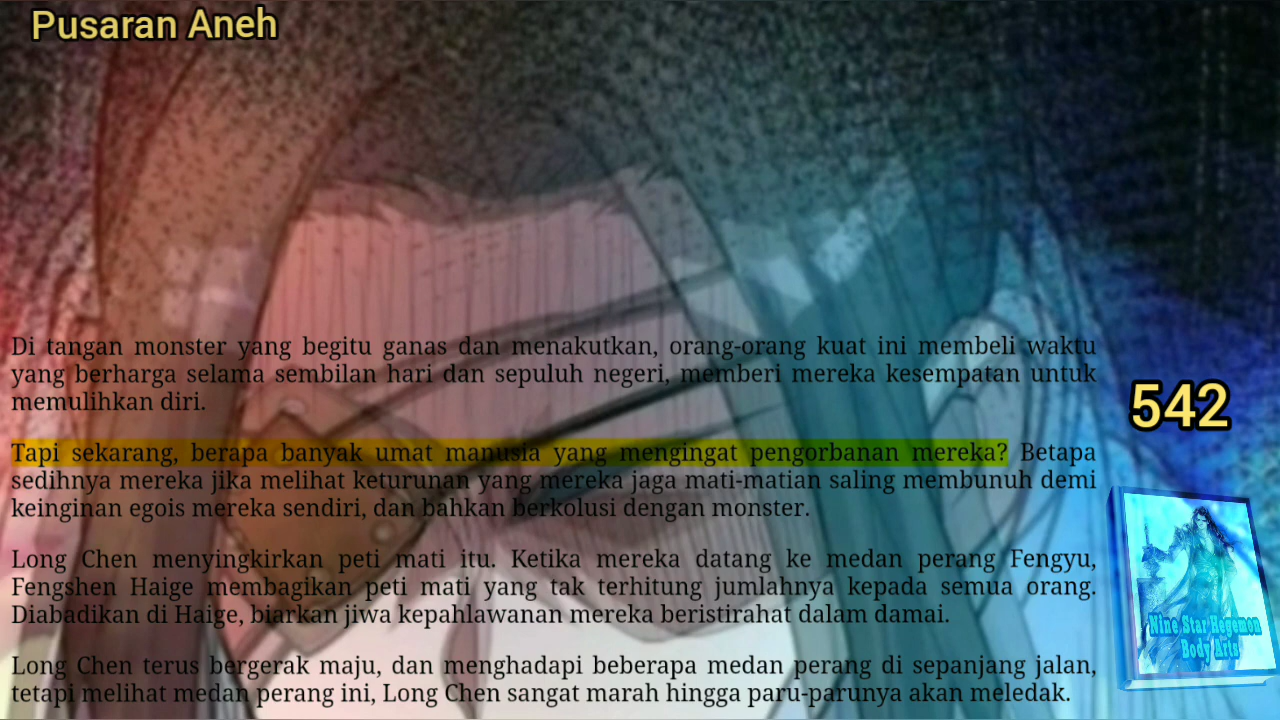 Pusaran Aneh
Di tangan monster yang begitu ganas dan menakutkan, orang-orang kuat ini membeli waktu
yang berharga selama sembilan hari dan sepuluh negeri, memberi mereka kesempatan untuk
memulihkan diri.
Tapi sekarang, berapa banyak umat manusia yang mengingat pengorbanan mereka? Betapa
sedihnya mereka jika melihat keturunan yang mereka jaga mati-matian saling membunuh demi
keinginan egois mereka sendiri, dan bahkan berkolusi dengan monster.
Long Chen menyingkirkan peti mati itu. Ketika mereka datang ke medan perang Fengyu,
Fengshen Haige membagikan peti mati yang tak terhitung jumlahnya kepada semua orang.
Diabadikan di Haige, biarkan jiwa kepahlawanan mereka beristirahat dalam damai.
Long Chen terus bergerak maju, dan menghadapi beberapa medan perang di sepanjang jalan,
tetapi melihat medan perang ini, Long Chen sangat marah hingga paru-parunya akan meledak.
542
Nine Star Hegemon
Body Arts